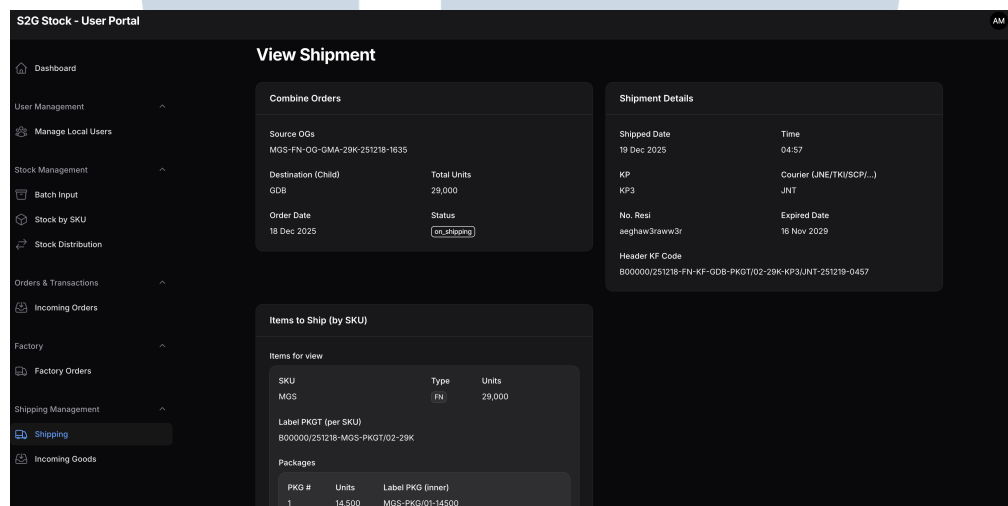 S2G Stock - User Portal
AM
Dashboard
User Management
Manage Local Users
Stock Management
Batch Input
Stock by SKU
Stock Distribution
Orders & Transactions
Incoming Orders
Factory
Factory Orders
Shipping Management
Shipping
Incoming Goods
View Shipment
Combine Orders
Source OGs
MGS-FN-OG-GMA-29K-251218-1635
Destination (Child) Total Units
GDB 29,000
Order Date Status
18 Dec 2025 on_shipping
Shipment Details
Shipped Date Time
19 Dec 2025 04:57
KP Courier (JNE/TKI/SCP/...)
KP3 JNT
No. Resi Expired Date
aeghaw3raww3r 16 Nov 2029
Header KF Code
B00000/251218-FN-KF-GDB-PKGT/02-29K-KP3/JNT-251219-0457
Items to Ship (by SKU)
Items for view
SKU Type Units
MGS FN 29,000
Label PKGT (per SKU)
B00000/251218-MGS-PKGT/02-29K
Packages
PKG # Units Label PKG (inner)
1 14,500 MGS-PKG/01-14500